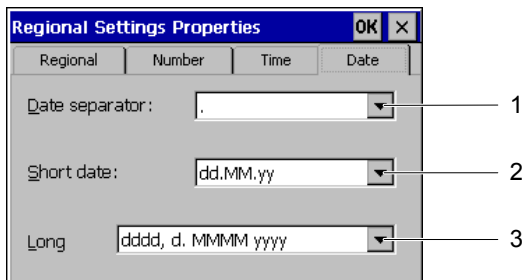 Regional Settings Properties OK ×
Regional Number Time Date
Date separator: . 1
Short date: dd.MM.yy 2
Long dddd, d. MMMM yyyy 3